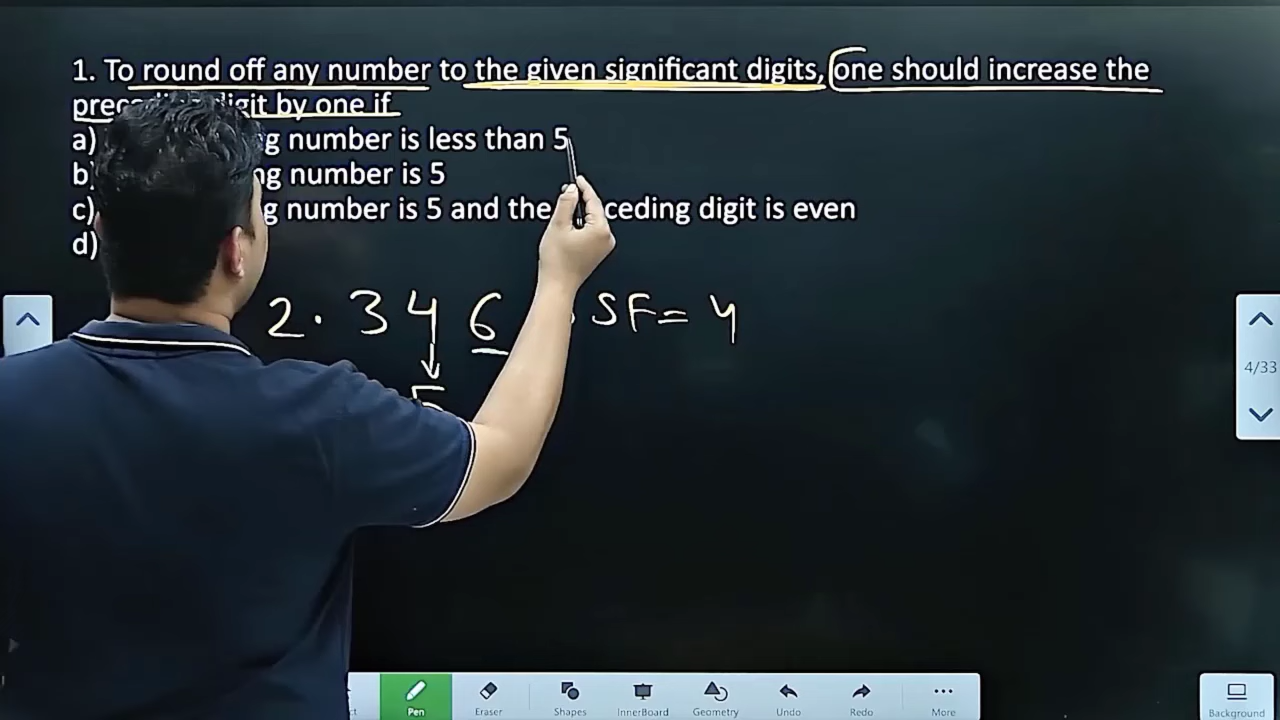 1. To round off any number to the given significant digits, one should increase the
digit by one if
a) number is less than 5
b) number is 5
c) number is 5 and the digit is even
d)
2.346 SF = 4
5
4/33
Pen Eraser Shapes InnerBoard Geometry Undo Redo More Background